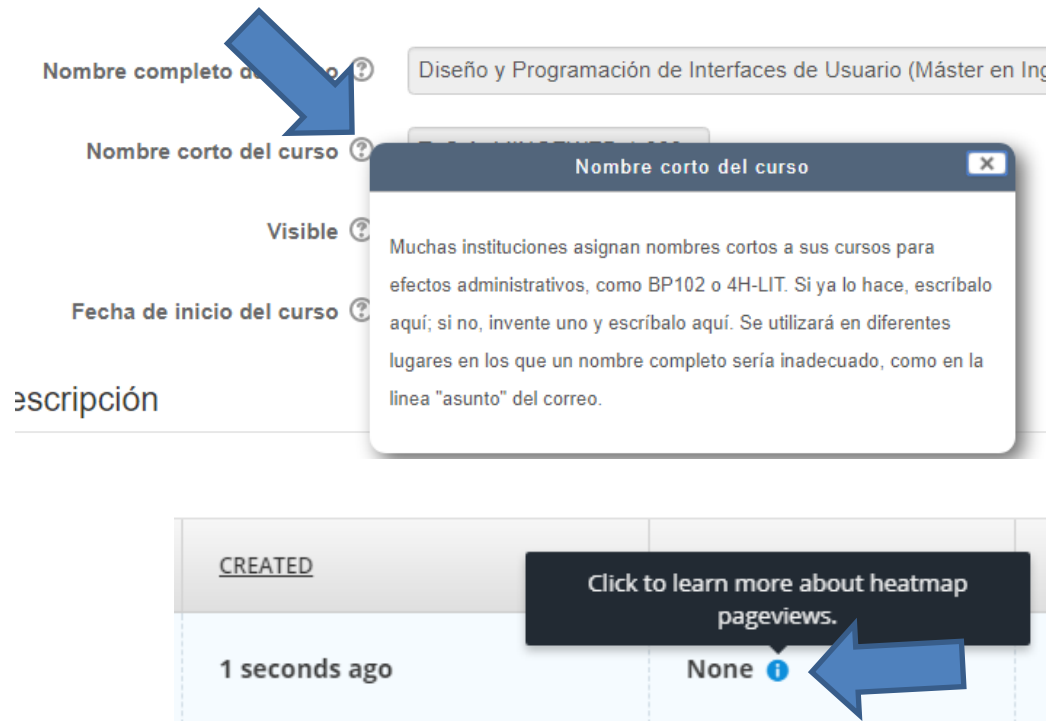 Nombre completo de o ?
Diseño y Programación de Interfaces de Usuario (Máster en Ing
Nombre corto del curso ?
Nombre corto del curso x
Visible ?
Muchas instituciones asignan nombres cortos a sus cursos para
efectos administrativos, como BP102 o 4H-LIT. Si ya lo hace, escríbalo
Fecha de inicio del curso ?
aquí; si no, invente uno y escríbalo aquí. Se utilizará en diferentes
lugares en los que un nombre completo sería inadecuado, como en la
linea "asunto" del correo.
escripción
CREATED
Click to learn more about heatmap
pageviews.
1 seconds ago
None i